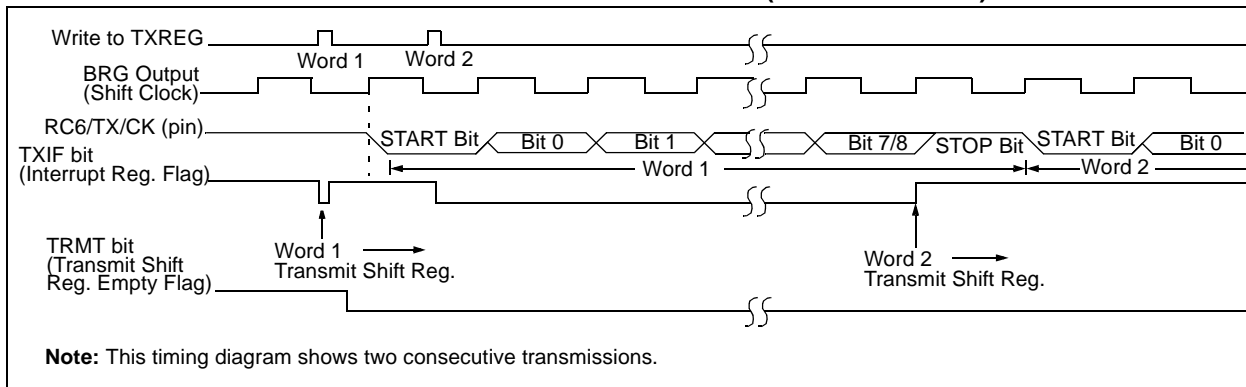 Write to TXREG
Word 1
Word 2
BRG Output
(Shift Clock)
RC6/TX/CK (pin)
START Bit
Bit 0
Bit 1
Bit 7/8
STOP Bit
START Bit
Bit 0
Word 1
Word 2
TXIF bit
(Interrupt Reg. Flag)
Word 1
Transmit Shift Reg.
Word 2
Transmit Shift Reg.
TRMT bit
(Transmit Shift
Reg. Empty Flag)
Note: This timing diagram shows two consecutive transmissions.